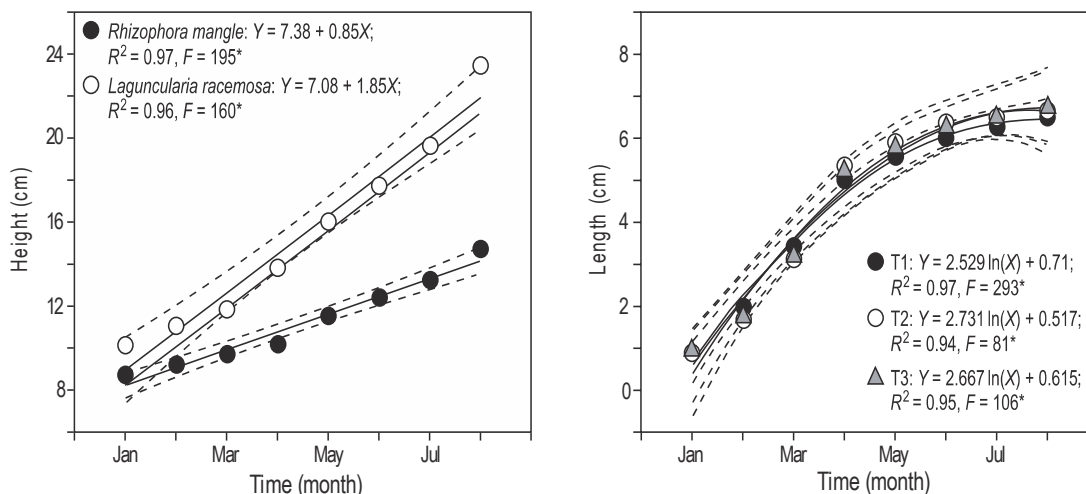 Rhizophora mangle: Y = 7.38 + 0.85X;
R² = 0.97, F = 195*
Laguncularia racemosa: Y = 7.08 + 1.85X;
R² = 0.96, F = 160*
24
20
16
12
8
Height (cm)
Jan
Mar
May
Jul
Time (month)
8
6
4
2
0
Length (cm)
T1: Y = 2.529 ln(X) + 0.71;
R² = 0.97, F = 293*
T2: Y = 2.731 ln(X) + 0.517;
R² = 0.94, F = 81*
T3: Y = 2.667 ln(X) + 0.615;
R² = 0.95, F = 106*
Jan
Mar
May
Jul
Time (month)